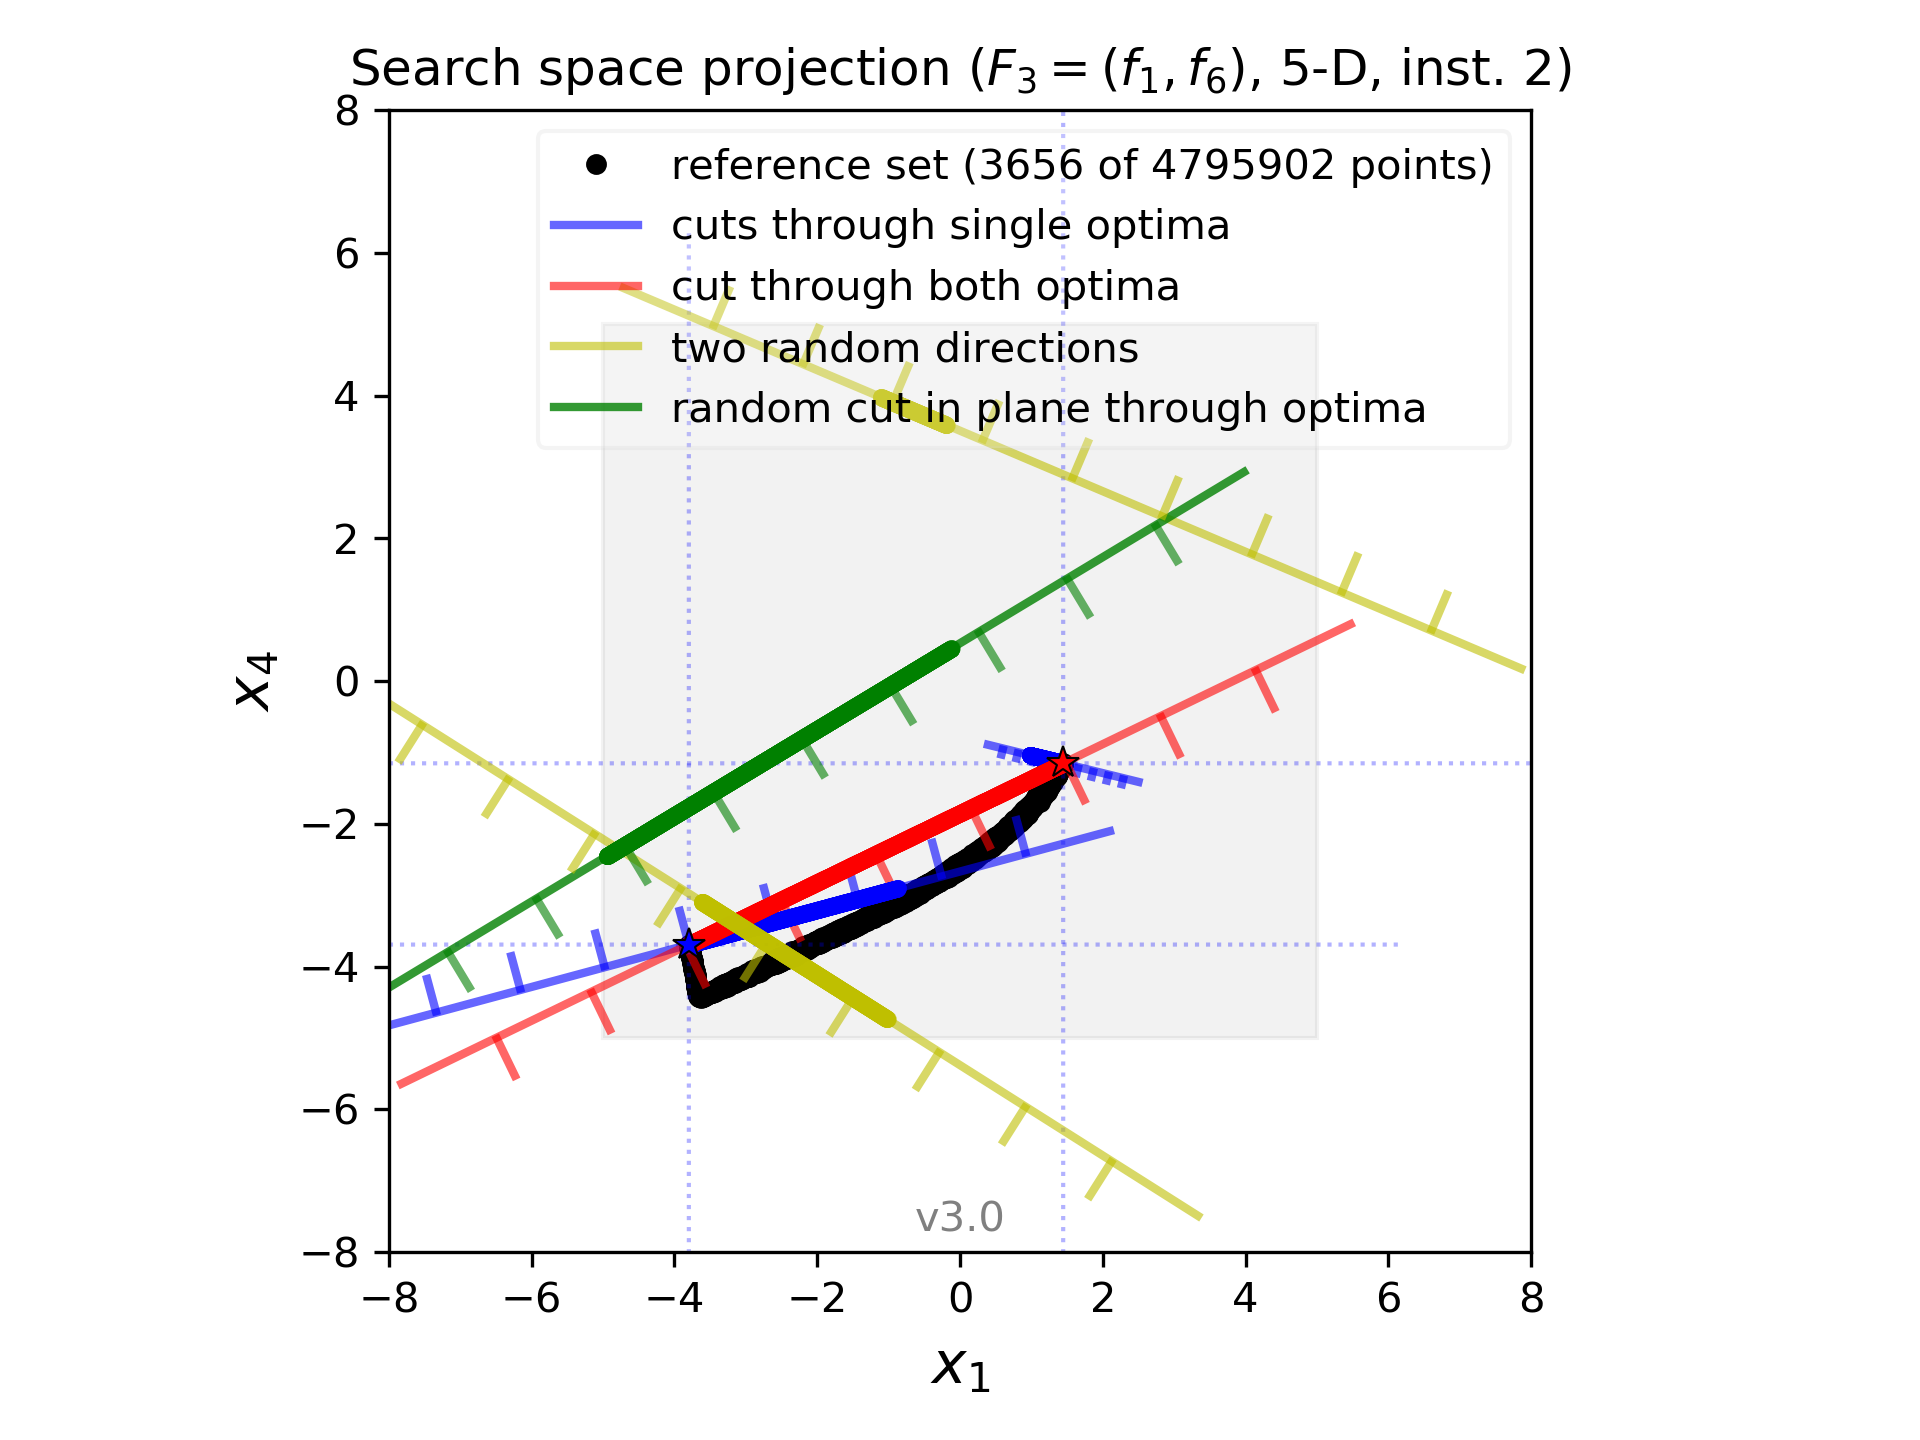 Search space projection (F₃ = (f₁, f₆), 5-D, inst. 2)
reference set (3656 of 4795902 points)
cuts through single optima
cut through both optima
two random directions
random cut in plane through optima
8
6
4
2
0
−2
−4
−6
−8
x₄
v3.0
−8 −6 −4 −2 0 2 4 6 8
x₁